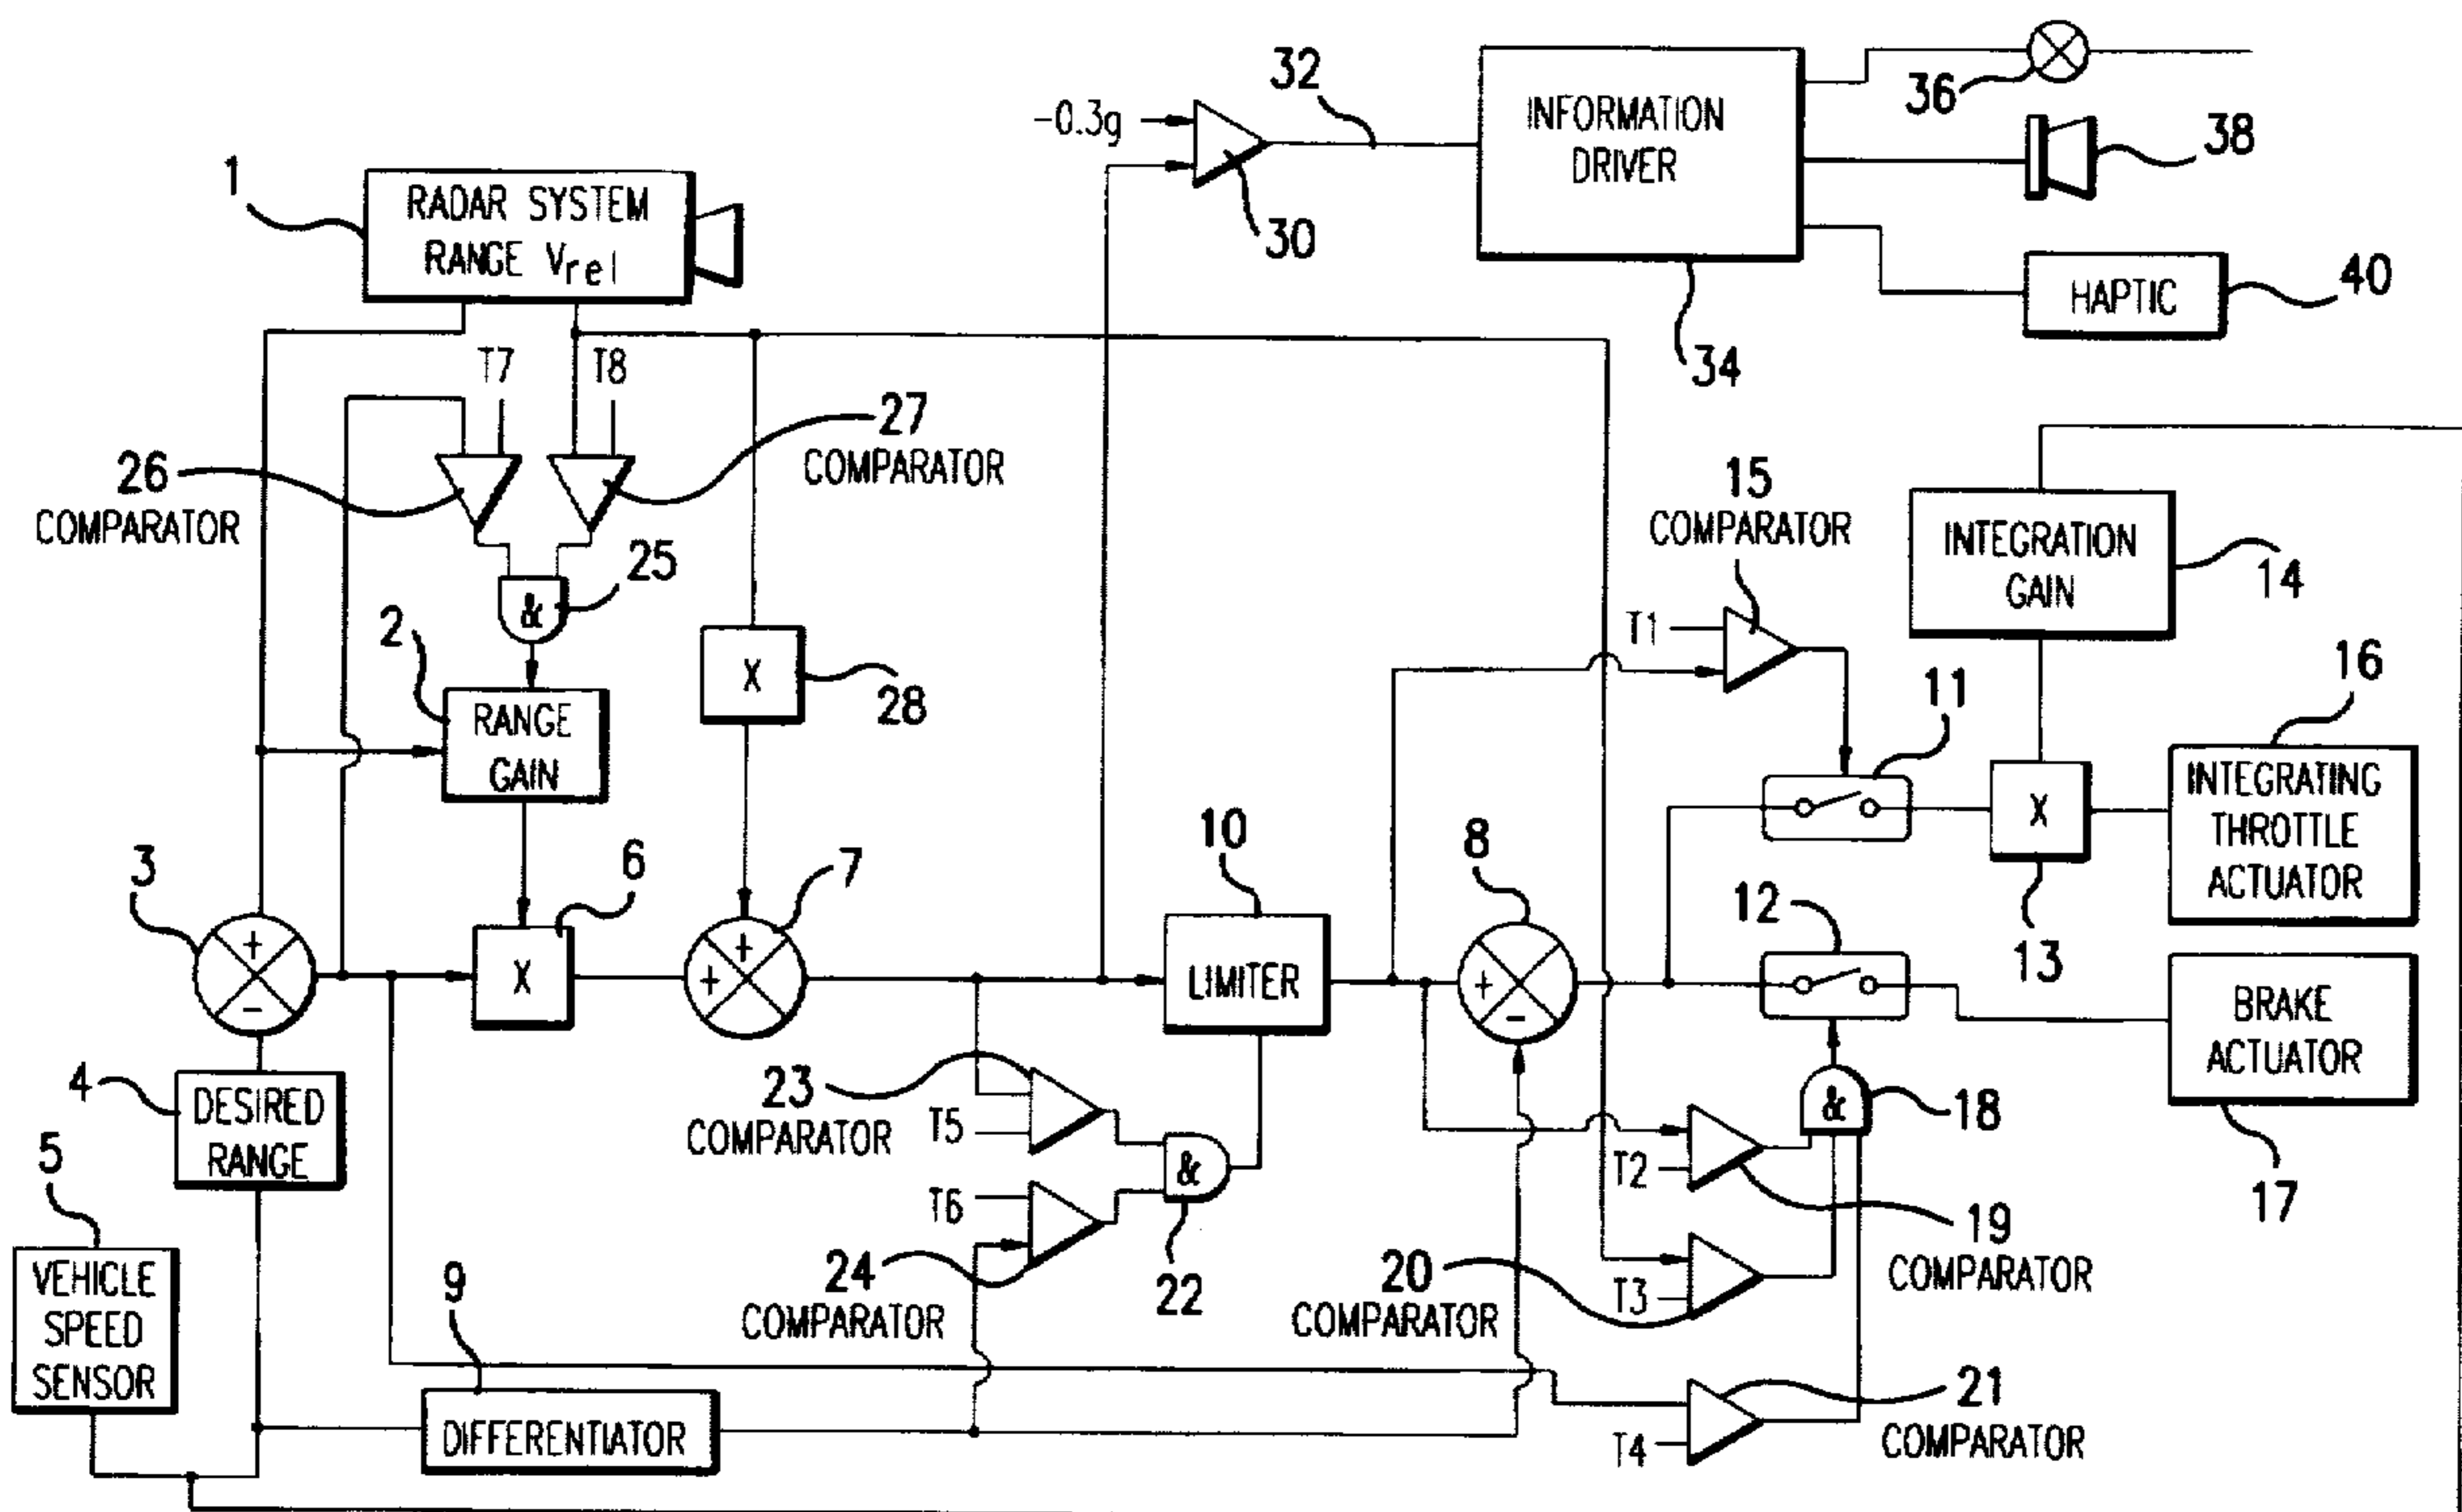 36
32
-0.3g
INFORMATION
DRIVER
38
30
1
RADAR SYSTEM
RANGE Vrel
HAPTIC
40
34
T7
T8
27
COMPARATOR
26
COMPARATOR
15
COMPARATOR
INTEGRATION
GAIN
14
25
&
2
T1
X
28
11
16
RANGE
GAIN
INTEGRATING
THROTTLE
ACTUATOR
X
13
10
8
3
6
7
12
+
-
X
+
+
LIMITER
+
-
BRAKE
ACTUATOR
17
4
DESIRED
RANGE
23
COMPARATOR
T5
&
18
&
22
T2
19
COMPARATOR
5
VEHICLE
SPEED
SENSOR
T6
24
COMPARATOR
20
COMPARATOR
T3
9
DIFFERENTIATOR
21
COMPARATOR
T4